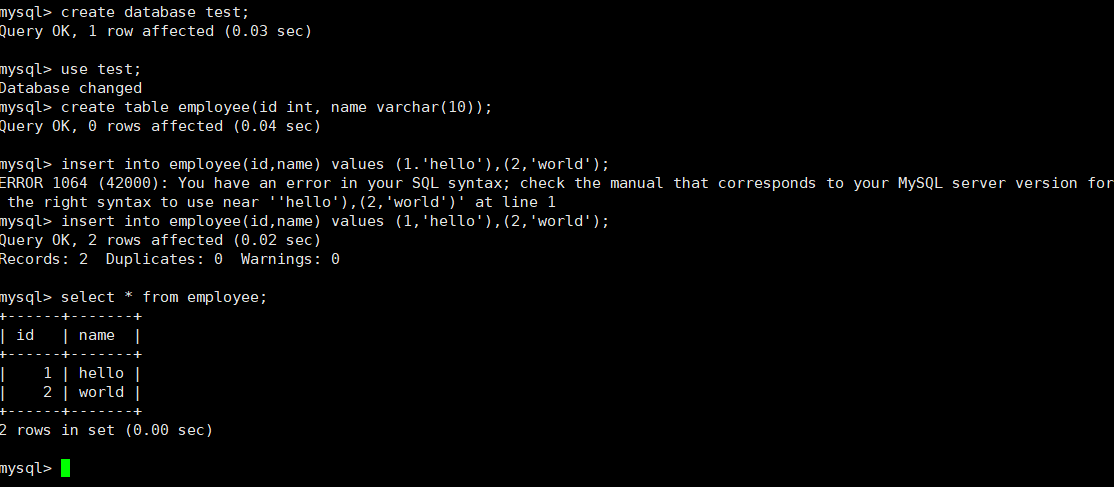 mysql> create database test;
Query OK, 1 row affected (0.03 sec)
mysql> use test;
Database changed
mysql> create table employee(id int, name varchar(10));
Query OK, 0 rows affected (0.04 sec)
mysql> insert into employee(id,name) values (1.'hello'),(2,'world');
ERROR 1064 (42000): You have an error in your SQL syntax; check the manual that corresponds to your MySQL server version for
 the right syntax to use near ''hello'),(2,'world')' at line 1
mysql> insert into employee(id,name) values (1,'hello'),(2,'world');
Query OK, 2 rows affected (0.02 sec)
Records: 2  Duplicates: 0  Warnings: 0
mysql> select * from employee;
+------+-------+
| id   | name  |
+------+-------+
|    1 | hello |
|    2 | world |
+------+-------+
2 rows in set (0.00 sec)
mysql>